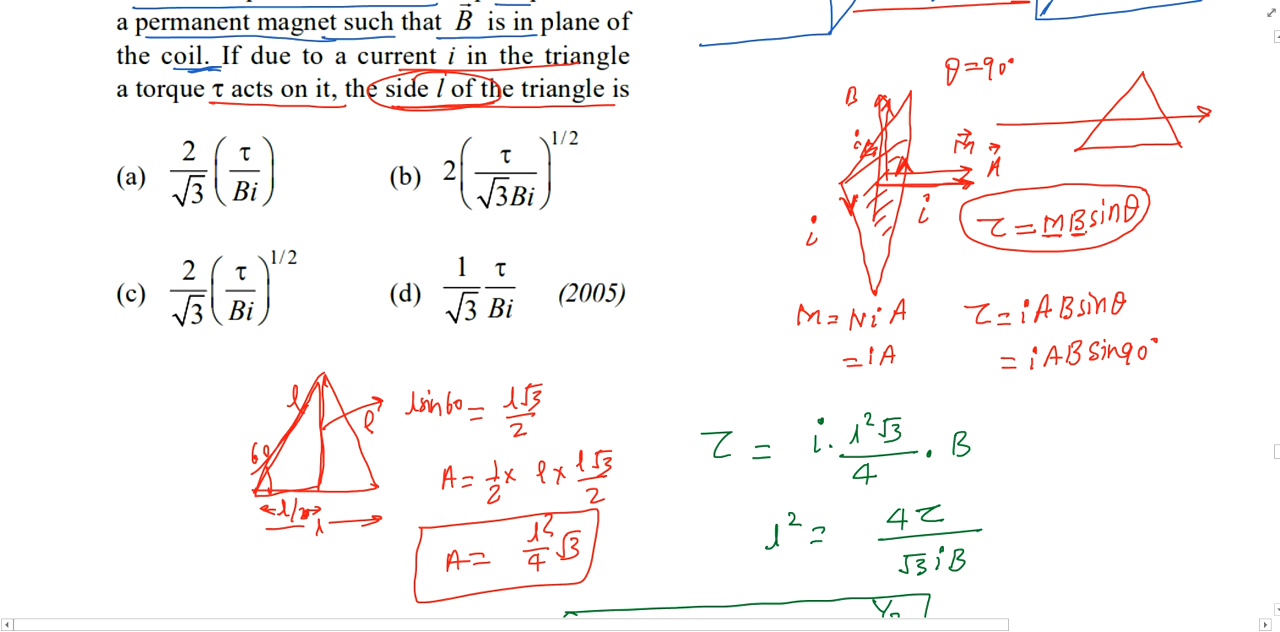 a permanent magnet such that B⃗ is in plane of
the coil. If due to a current i in the triangle
a torque τ acts on it, the side l of the triangle is
(a) 2/√3 (τ/Bi)
(b) 2(τ/√3Bi)^1/2
(c) 2/√3 (τ/Bi)^1/2
(d) 1/√3 τ/Bi (2005)
θ=90°
B
i
M⃗
A⃗
i
i
τ = MB sinθ
M = NiA
= iA
τ = iABsinθ
= iABsin90°
l
l
60
l/2
l
lsin60 = l√3/2
A = 1/2 × l × l√3/2
A = l²/4 √3
τ = i · l²√3/4 · B
l² = 4τ/√3iB